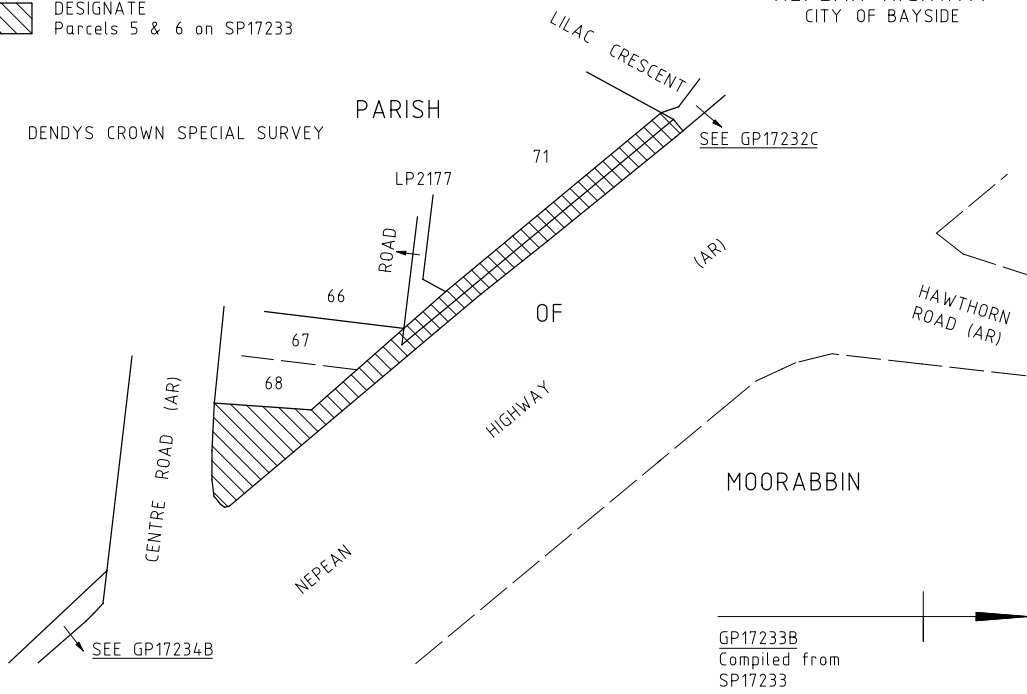 DESIGNATE
Parcels 5 & 6 on SP17233
CITY OF BAYSIDE
LILAC CRESCENT
PARISH
DENDYS CROWN SPECIAL SURVEY
SEE GP17232C
71
LP2177
ROAD
(AR)
66
OF
HAWTHORN
ROAD (AR)
67
68
CENTRE ROAD (AR)
HIGHWAY
MOORABBIN
NEPEAN
SEE GP17234B
GP17233B
Compiled from
SP17233